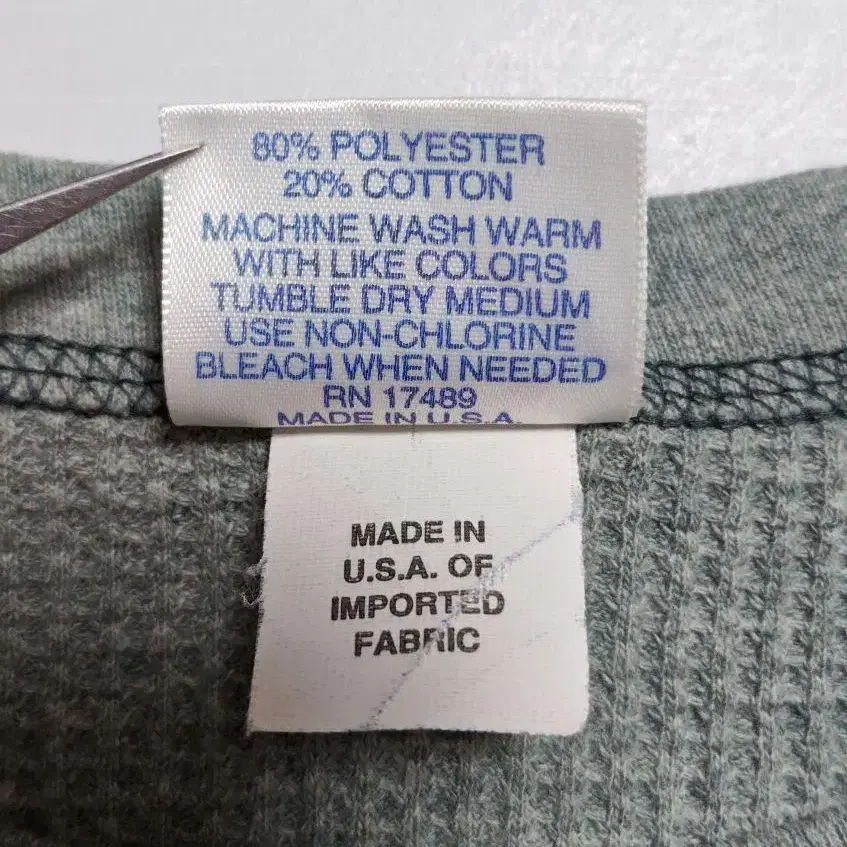 80% POLYESTER
20% COTTON
MACHINE WASH WARM
WITH LIKE COLORS
TUMBLE DRY MEDIUM
USE NON-CHLORINE
BLEACH WHEN NEEDED
RN 17489
MADE IN U.S.A.
MADE IN
U.S.A. OF
IMPORTED
FABRIC